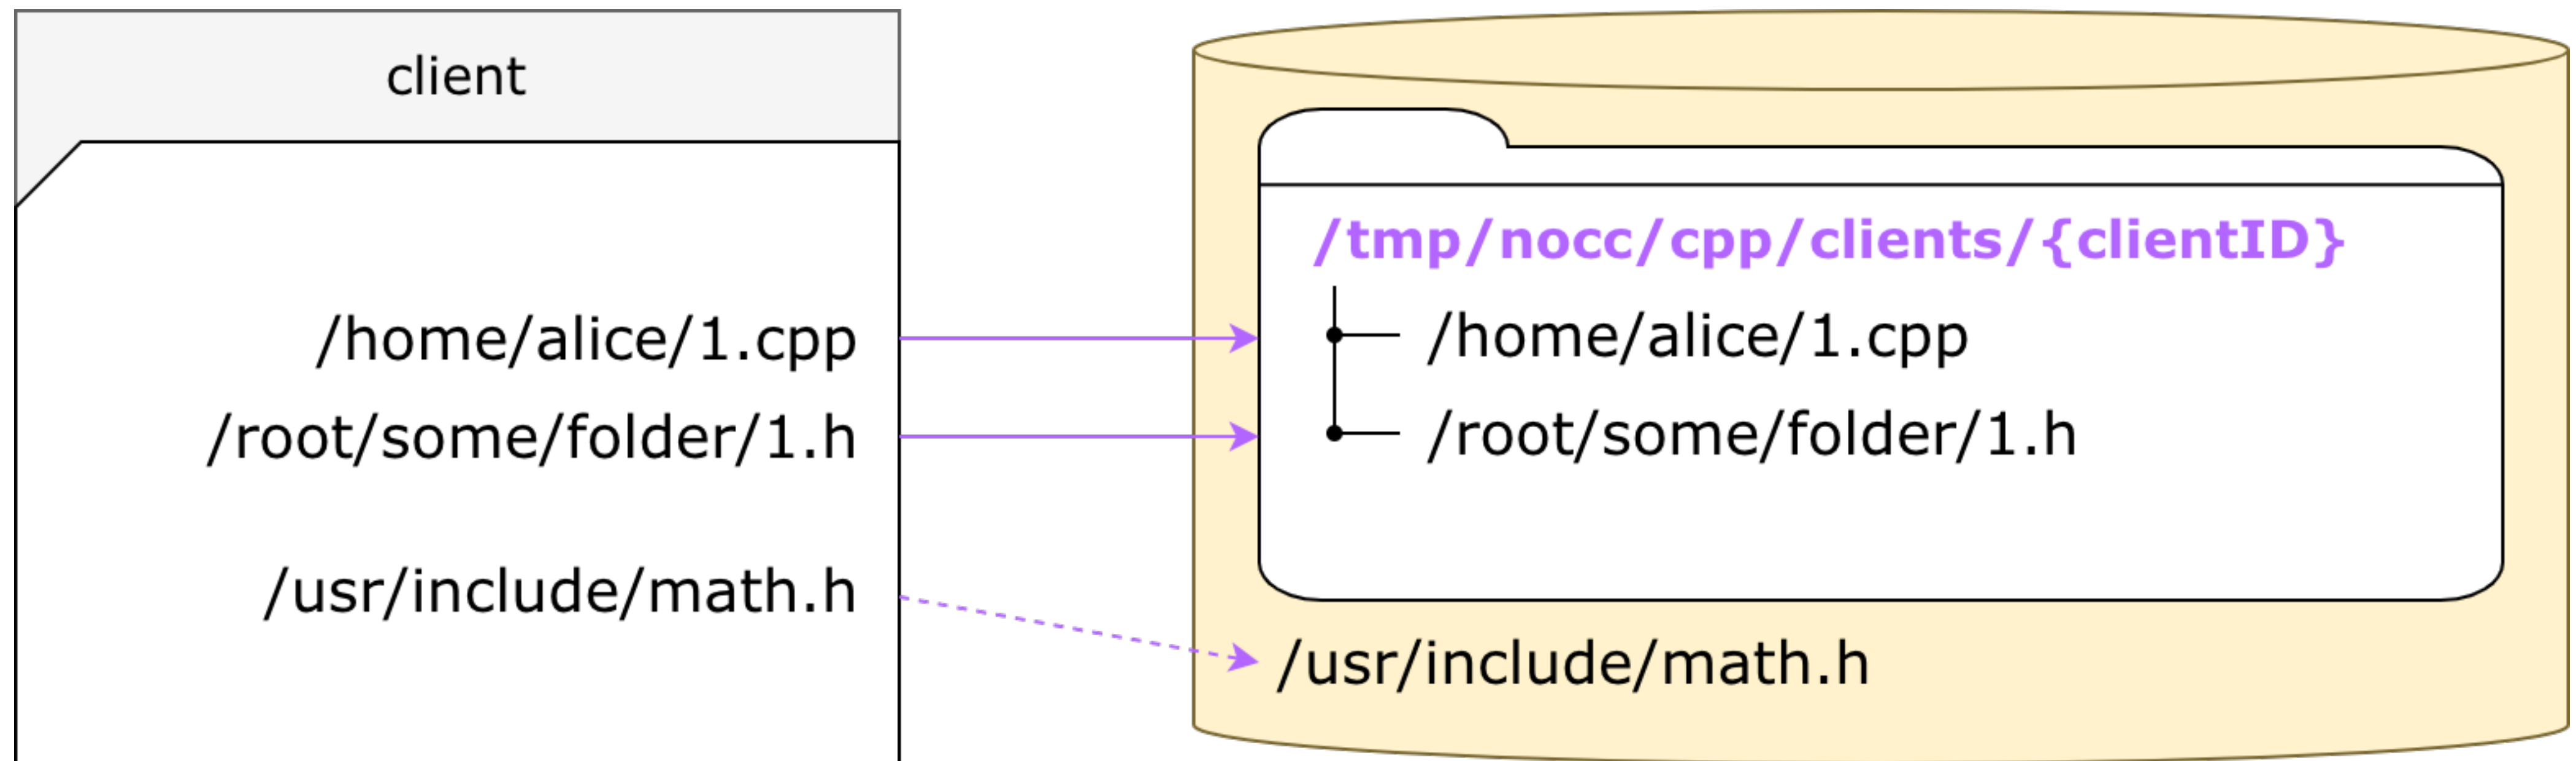 client
/home/alice/1.cpp
/root/some/folder/1.h
/usr/include/math.h
/tmp/nocc/cpp/clients/{clientID}
/home/alice/1.cpp
/root/some/folder/1.h
/usr/include/math.h